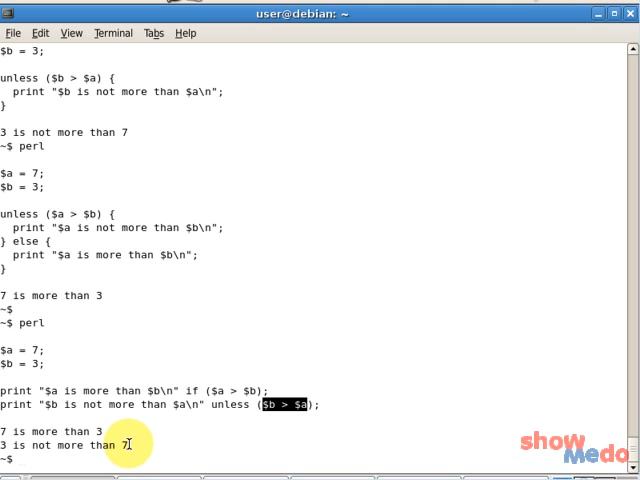 user@debian: ~
File Edit View Terminal Tabs Help
$b = 3;
unless ($b > $a) {
  print "$b is not more than $a\n";
}
3 is not more than 7
~$ perl
$a = 7;
$b = 3;
unless ($a > $b) {
  print "$a is not more than $b\n";
} else {
  print "$a is more than $b\n";
}
7 is more than 3
~$
~$ perl
$a = 7;
$b = 3;
print "$a is more than $b\n" if ($a > $b);
print "$b is not more than $a\n" unless ($b > $a);
7 is more than 3
3 is not more than 7
~$
show
medo